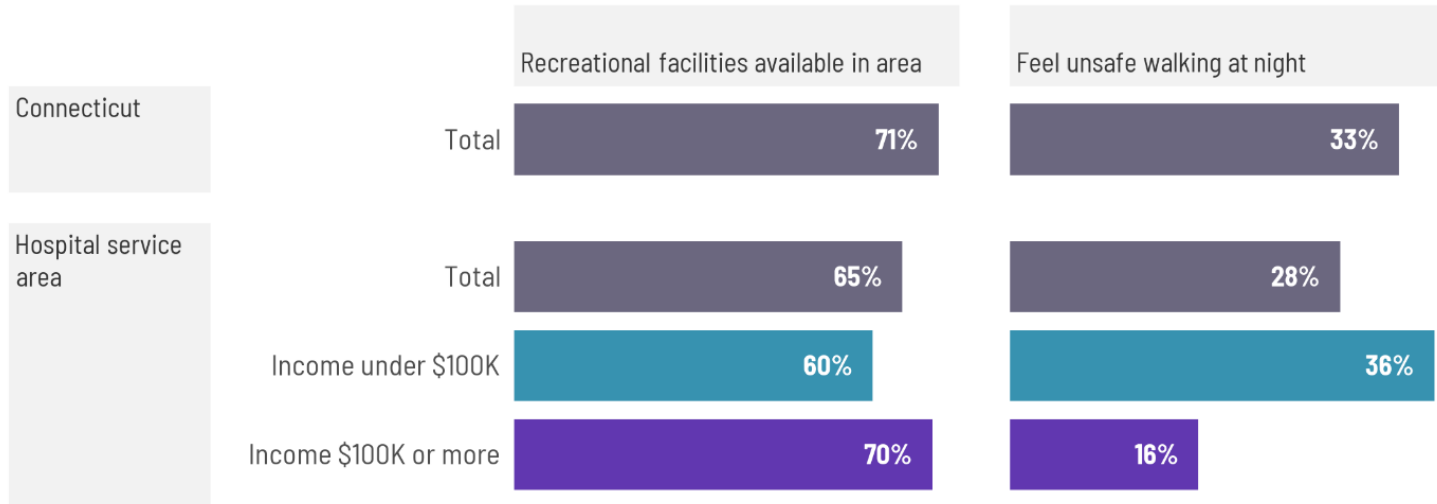 Recreational facilities available in area
Feel unsafe walking at night
Connecticut
Total
71%
33%
Hospital service
area
Total
65%
28%
Income under $100K
60%
36%
Income $100K or more
70%
16%